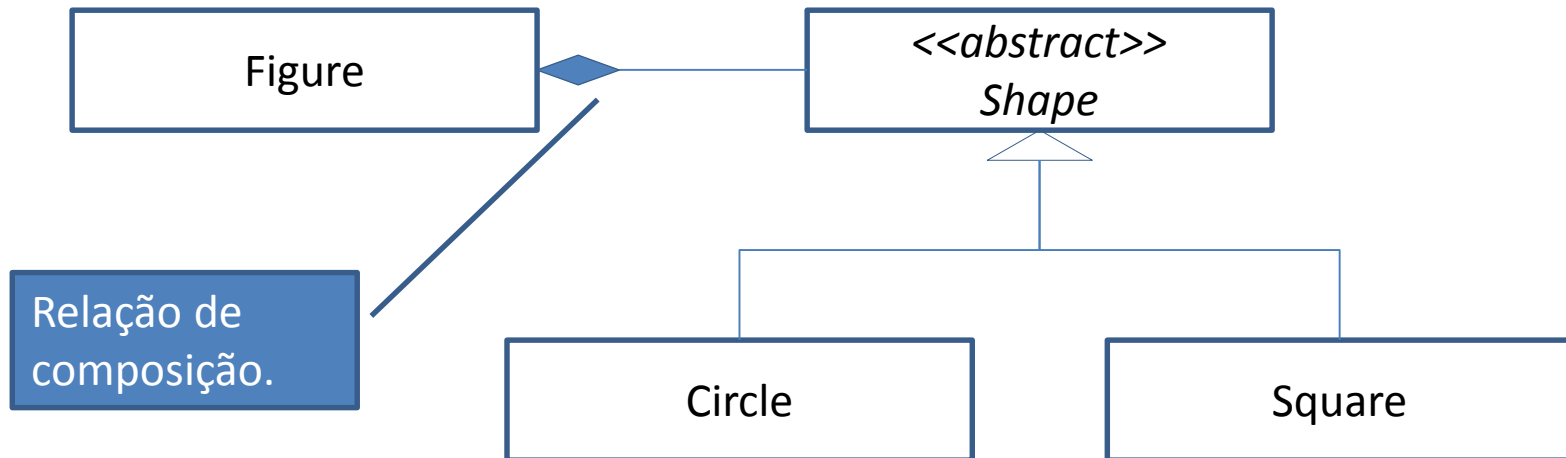 Figure
<<abstract>>
Shape
Relação de
composição.
Circle
Square